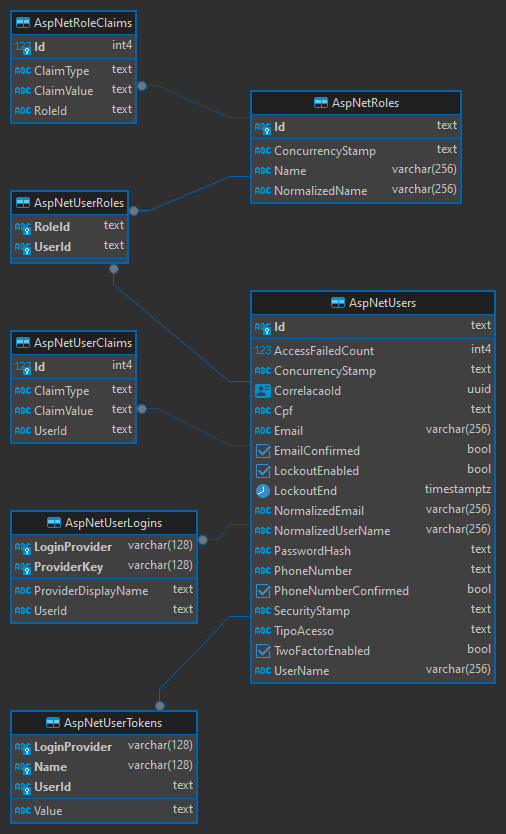 AspNetRoleClaims
123 Id int4
ABC ClaimType text
ABC ClaimValue text
ABC RoleId text
AspNetRoles
ABC Id text
ABC ConcurrencyStamp text
ABC Name varchar(256)
ABC NormalizedName varchar(256)
AspNetUserRoles
ABC RoleId text
ABC UserId text
AspNetUsers
ABC Id text
123 AccessFailedCount int4
ABC ConcurrencyStamp text
CorrelacaoId uuid
ABC Cpf text
ABC Email varchar(256)
EmailConfirmed bool
LockoutEnabled bool
LockoutEnd timestamptz
ABC NormalizedEmail varchar(256)
ABC NormalizedUserName varchar(256)
ABC PasswordHash text
ABC PhoneNumber text
PhoneNumberConfirmed bool
ABC SecurityStamp text
ABC TipoAcesso text
TwoFactorEnabled bool
ABC UserName varchar(256)
AspNetUserClaims
123 Id int4
ABC ClaimType text
ABC ClaimValue text
ABC UserId text
AspNetUserLogins
ABC LoginProvider varchar(128)
ABC ProviderKey varchar(128)
ABC ProviderDisplayName text
ABC UserId text
AspNetUserTokens
ABC LoginProvider varchar(128)
ABC Name varchar(128)
ABC UserId text
ABC Value text